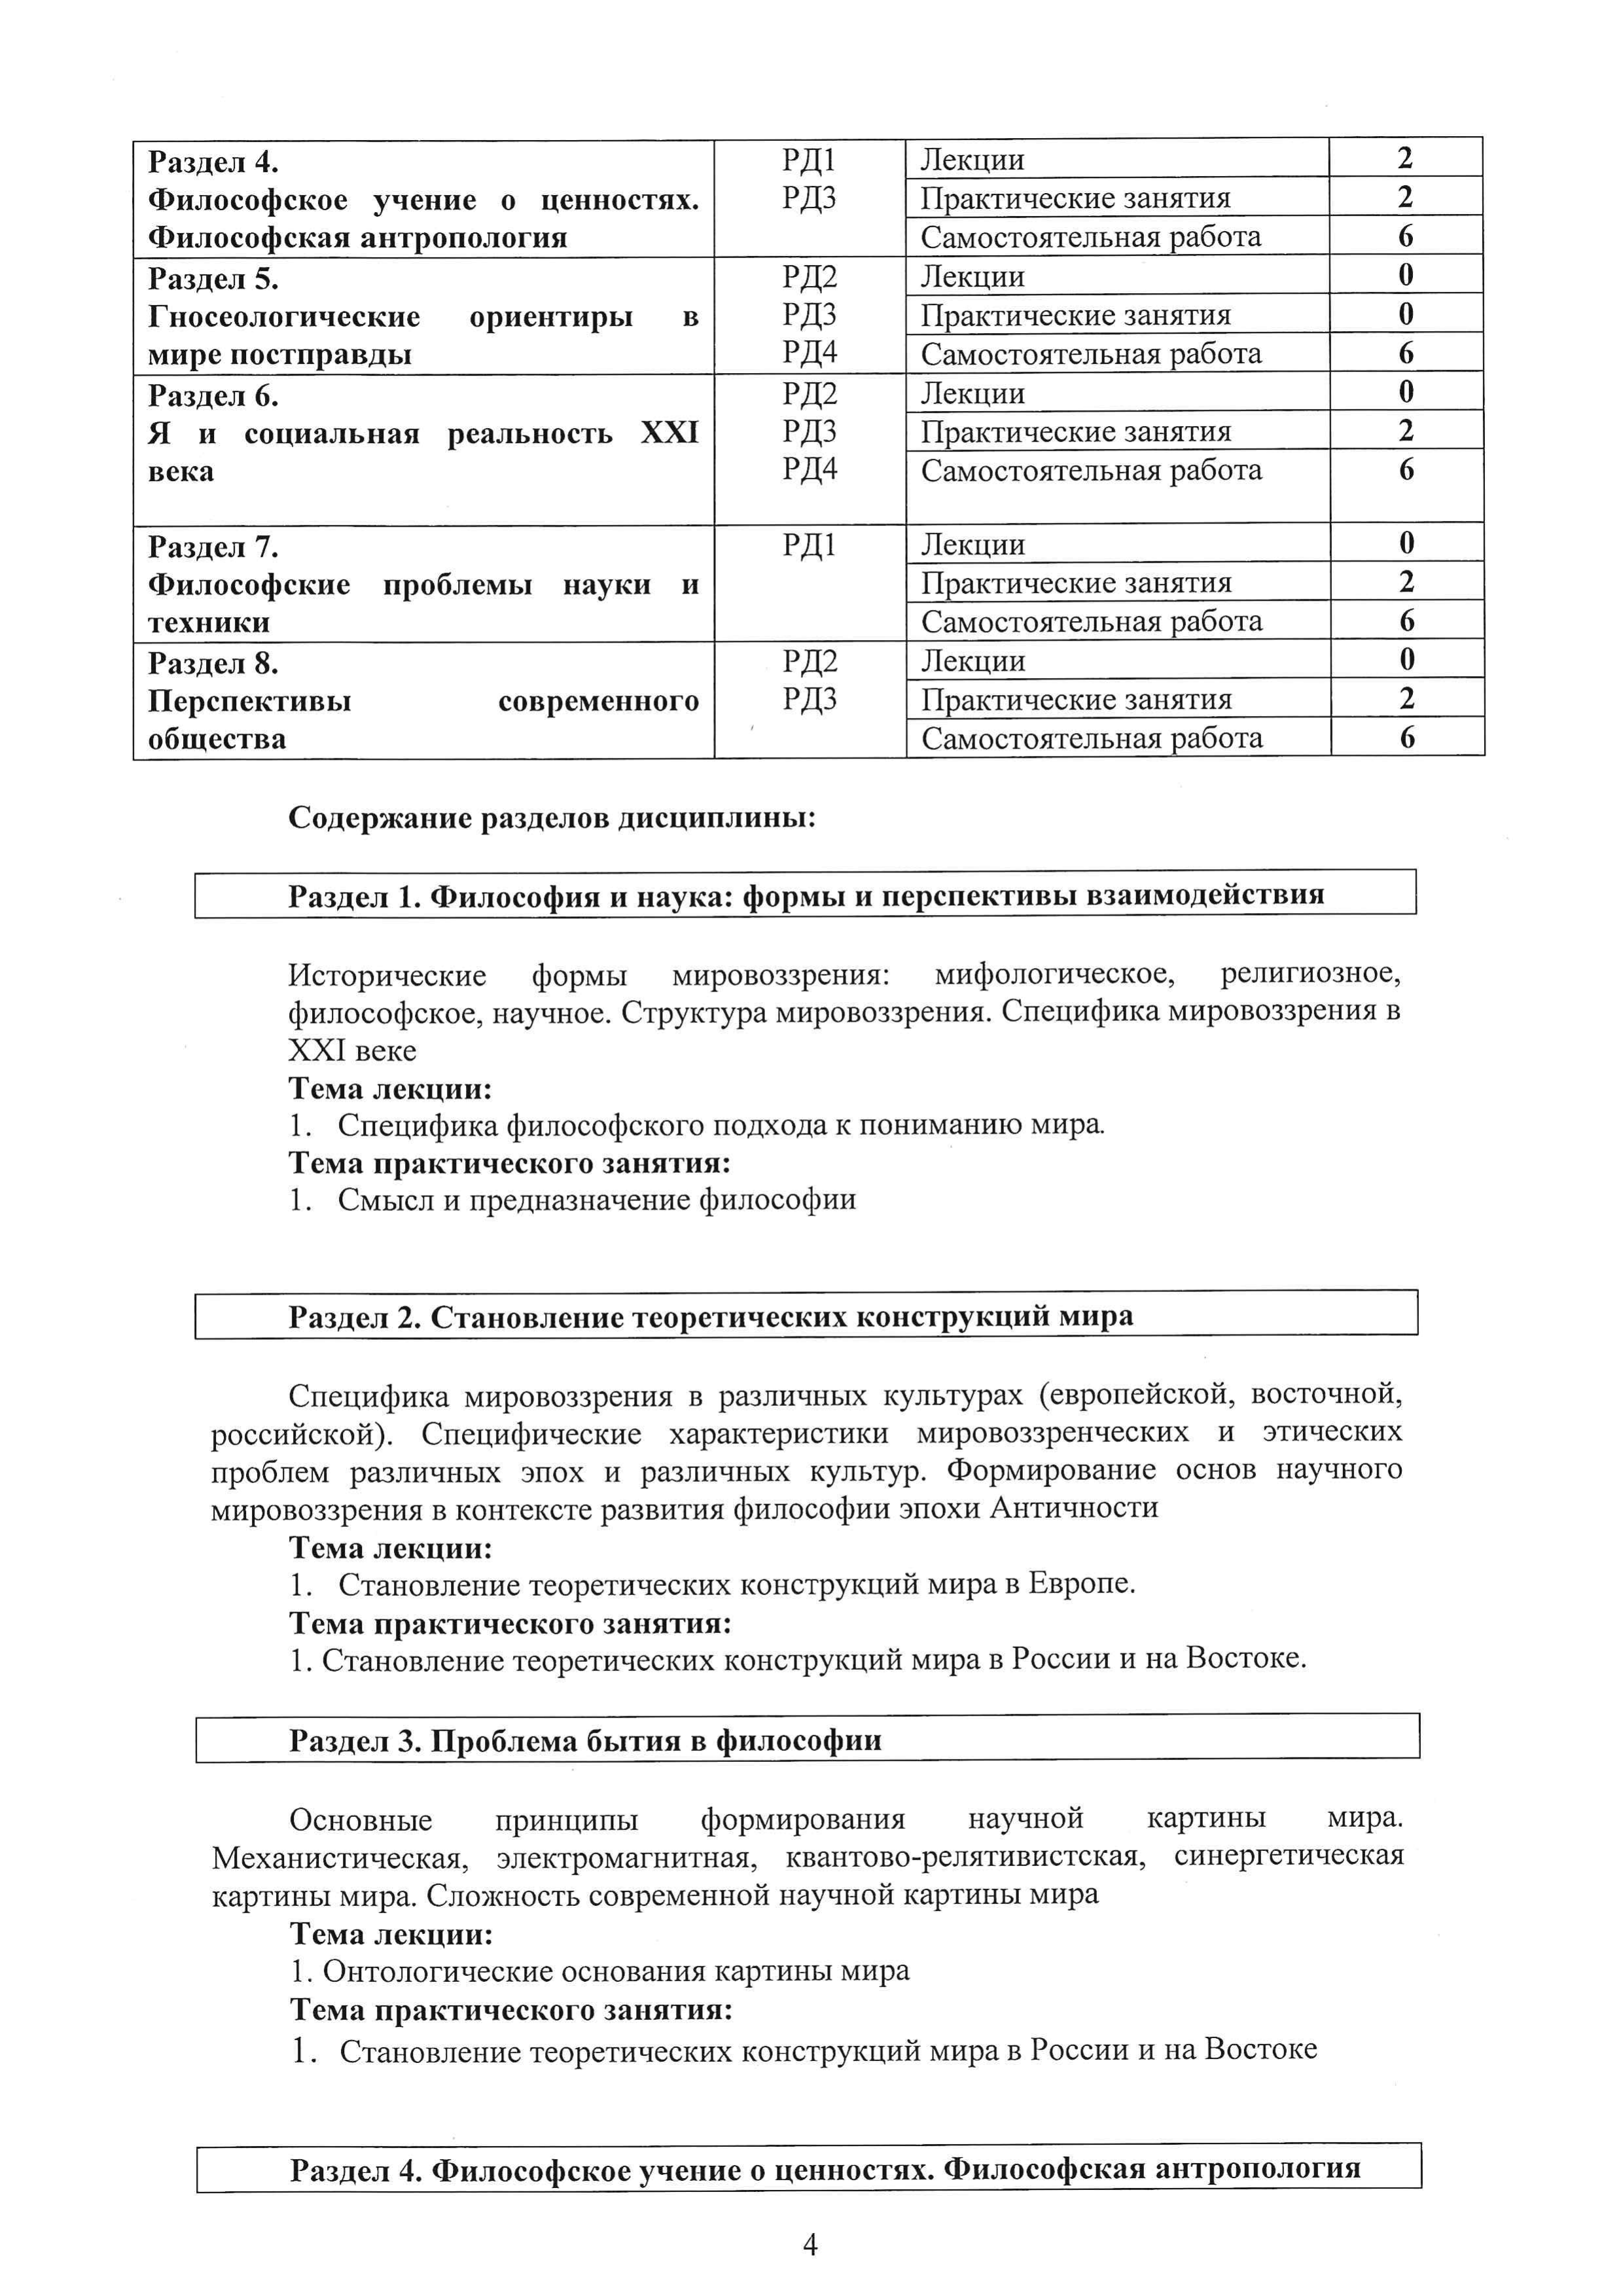 Раздел 4.
Философское учение о ценностях.
Философская антропология
РД1
РД3
Лекции 2
Практические занятия 2
Самостоятельная работа 6
Раздел 5.
Гносеологические ориентиры в
мире постправды
РД2
РД3
РД4
Лекции 0
Практические занятия 0
Самостоятельная работа 6
Раздел 6.
Я и социальная реальность XXI
века
РД2
РД3
РД4
Лекции 0
Практические занятия 2
Самостоятельная работа 6
Раздел 7.
Философские проблемы науки и
техники
РД1
Лекции 0
Практические занятия 2
Самостоятельная работа 6
Раздел 8.
Перспективы современного
общества
РД2
РД3
Лекции 0
Практические занятия 2
Самостоятельная работа 6
Содержание разделов дисциплины:
Раздел 1. Философия и наука: формы и перспективы взаимодействия
Исторические формы мировоззрения: мифологическое, религиозное,
философское, научное. Структура мировоззрения. Специфика мировоззрения в
XXI веке
Тема лекции:
1. Специфика философского подхода к пониманию мира.
Тема практического занятия:
1. Смысл и предназначение философии
Раздел 2. Становление теоретических конструкций мира
Специфика мировоззрения в различных культурах (европейской, восточной,
российской). Специфические характеристики мировоззренческих и этических
проблем различных эпох и различных культур. Формирование основ научного
мировоззрения в контексте развития философии эпохи Античности
Тема лекции:
1. Становление теоретических конструкций мира в Европе.
Тема практического занятия:
1. Становление теоретических конструкций мира в России и на Востоке.
Раздел 3. Проблема бытия в философии
Основные принципы формирования научной картины мира.
Механистическая, электромагнитная, квантово-релятивистская, синергетическая
картины мира. Сложность современной научной картины мира
Тема лекции:
1. Онтологические основания картины мира
Тема практического занятия:
1. Становление теоретических конструкций мира в России и на Востоке
Раздел 4. Философское учение о ценностях. Философская антропология
4